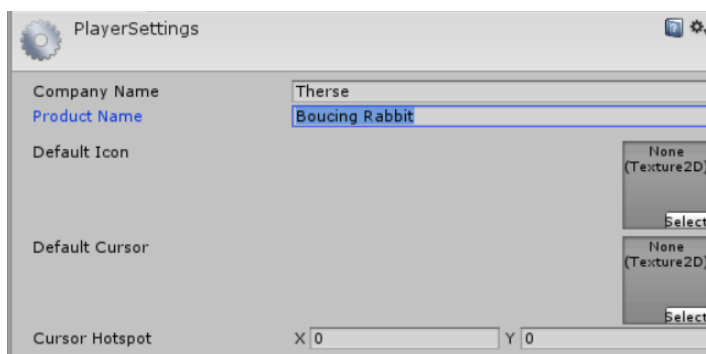 PlayerSettings
Company Name Therse
Product Name Boucing Rabbit
Default Icon None
(Texture2D)
Select
Default Cursor None
(Texture2D)
Select
Cursor Hotspot X 0 Y 0